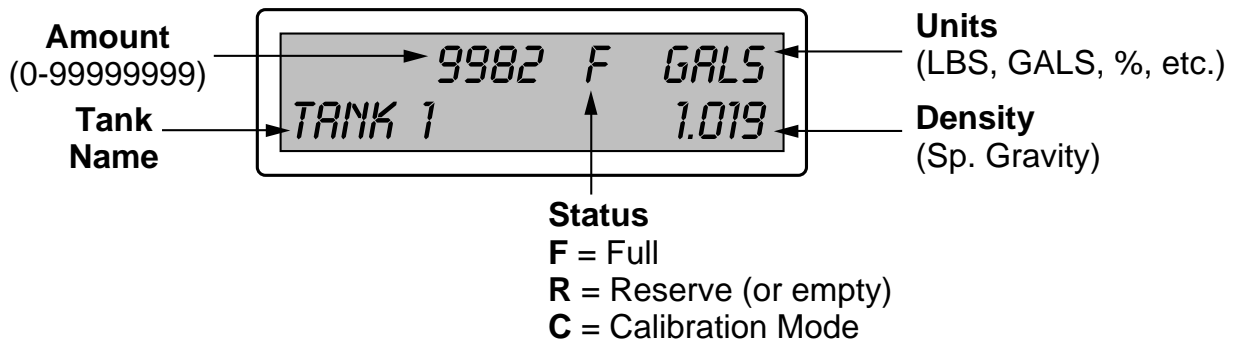 Amount
(0-99999999)
Tank
Name
9982 F GALS
TANK 1 1.019
Units
(LBS, GALS, %, etc.)
Density
(Sp. Gravity)
Status
F = Full
R = Reserve (or empty)
C = Calibration Mode